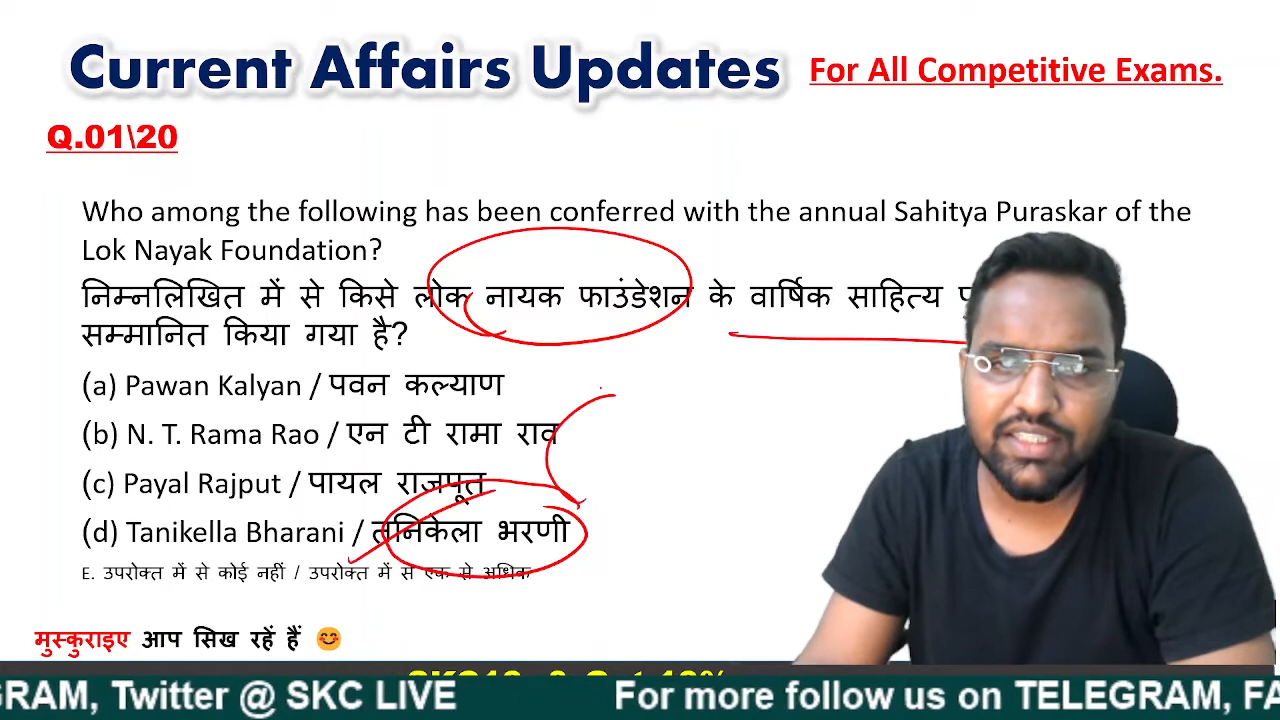 Current Affairs Updates For All Competitive Exams.
Q.01\20
Who among the following has been conferred with the annual Sahitya Puraskar of the
Lok Nayak Foundation?
निम्नलिखित में से किसे लोक नायक फाउंडेशन के वार्षिक साहित्य
सम्मानित किया गया है?
(a) Pawan Kalyan / पवन कल्याण
(b) N. T. Rama Rao / एन टी रामा राव
(c) Payal Rajput / पायल राजपूत
(d) Tanikella Bharani / तनिकेला भरणी
E. उपरोक्त में से कोई नहीं / उपरोक्त में से एक से अधिक
मुस्कुराइए आप सिख रहें हैं 😊
GRAM, Twitter @ SKC LIVE For more follow us on TELEGRAM, FA